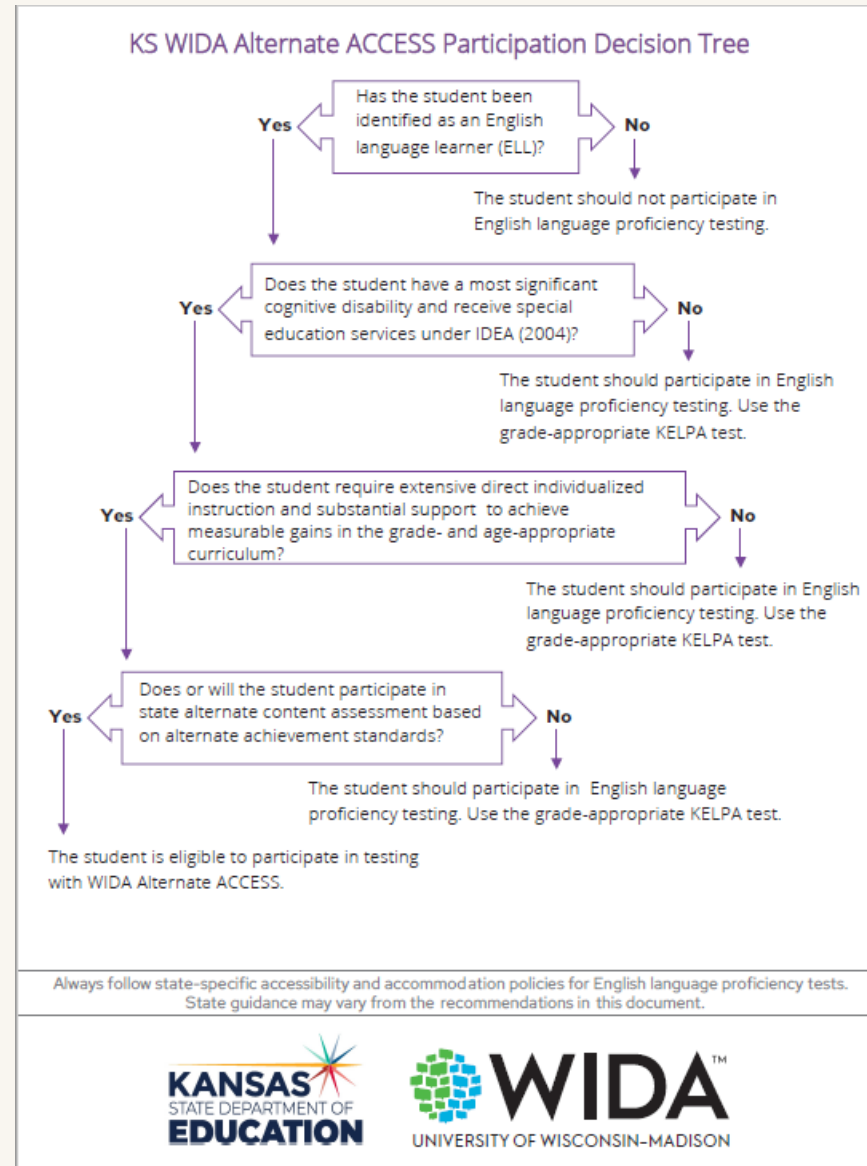 KS WIDA Alternate ACCESS Participation Decision Tree
Has the student been
identified as an English
language learner (ELL)?
Yes
No
The student should not participate in
English language proficiency testing.
Does the student have a most significant
cognitive disability and receive special
education services under IDEA (2004)?
Yes
No
The student should participate in English
language proficiency testing. Use the
grade-appropriate KELPA test.
Does the student require extensive direct individualized
instruction and substantial support to achieve
measurable gains in the grade- and age-appropriate
curriculum?
Yes
No
The student should participate in English
language proficiency testing. Use the
grade-appropriate KELPA test.
Does or will the student participate in
state alternate content assessment based
on alternate achievement standards?
Yes
No
The student should participate in English language
proficiency testing. Use the grade-appropriate KELPA test.
The student is eligible to participate in testing
with WIDA Alternate ACCESS.
Always follow state-specific accessibility and accommodation policies for English language proficiency tests.
State guidance may vary from the recommendations in this document.
KANSAS
STATE DEPARTMENT OF
EDUCATION
WIDA™
UNIVERSITY OF WISCONSIN–MADISON